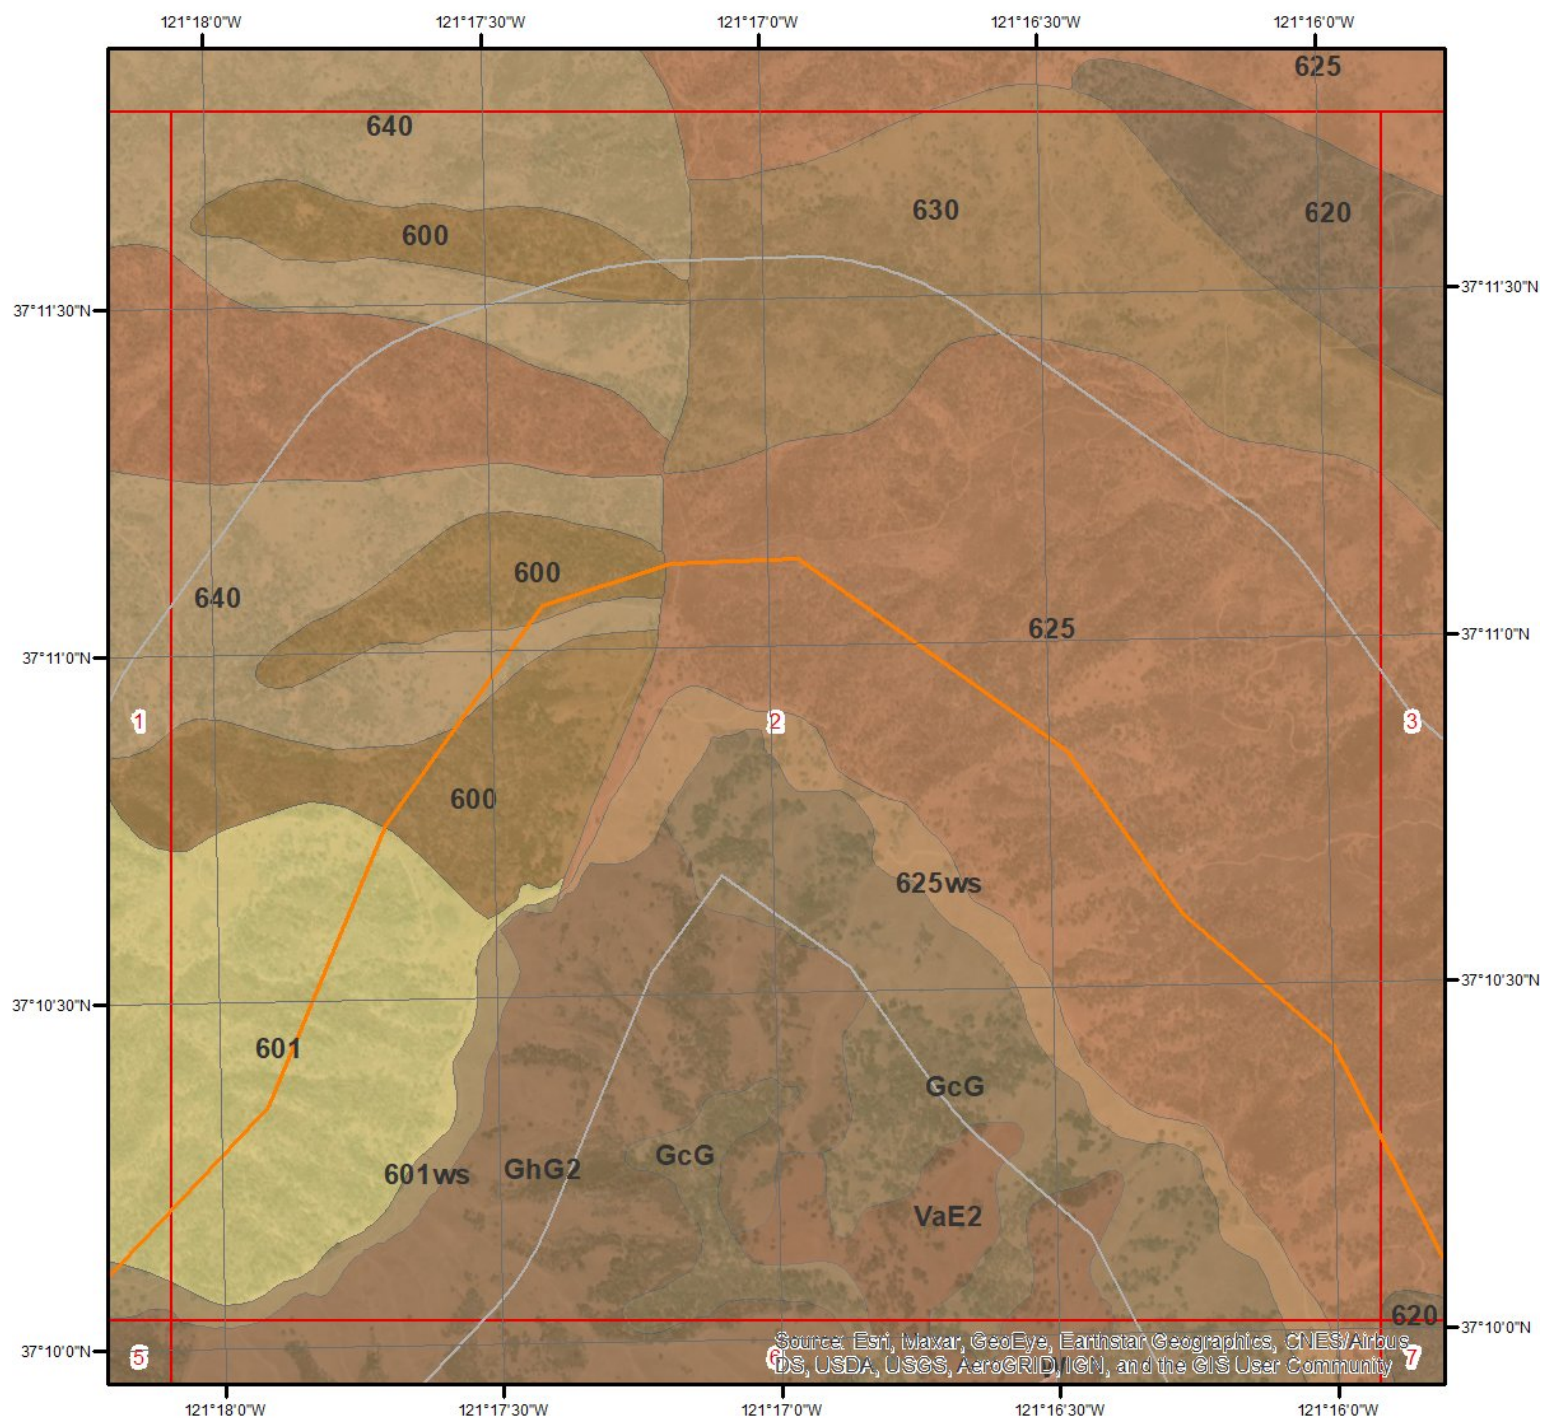 121°18'0"W 121°17'30"W 121°17'0"W 121°16'30"W 121°16'0"W
625
640
630
620
600
37°11'30"N
37°11'30"N
600
640
625
37°11'0"N
37°11'0"N
1 2 3
600
625ws
37°10'30"N
37°10'30"N
601
GcG
GcG
601ws GhG2
VaE2
620
37°10'0"N
37°10'0"N
5 6 7
Source: Esri, Maxar, GeoEye, Earthstar Geographics, CNES/Airbus
DS, USDA, USGS, AeroGRID, IGN, and the GIS User Community
121°18'0"W 121°17'30"W 121°17'0"W 121°16'30"W 121°16'0"W